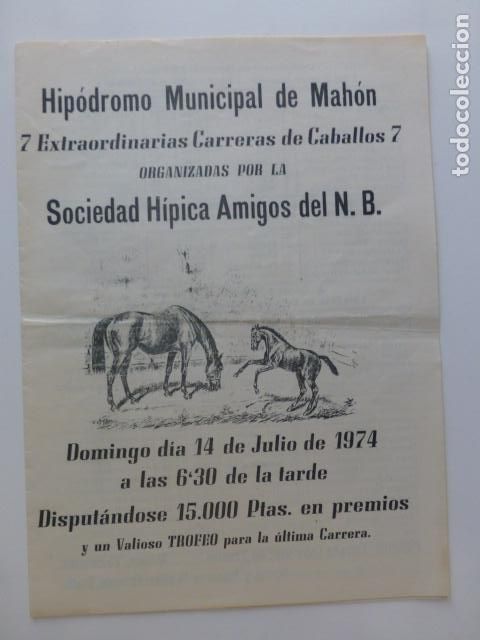 Hipódromo Municipal de Mahón
7 Extraordinarias Carreras de Caballos 7
ORGANIZADAS POR LA
Sociedad Hípica Amigos del N. B.
Domingo día 14 de Julio de 1974
a las 6'30 de la tarde
Disputándose 15.000 Ptas. en premios
y un Valioso TROFEO para la última Carrera.
todocoleccion